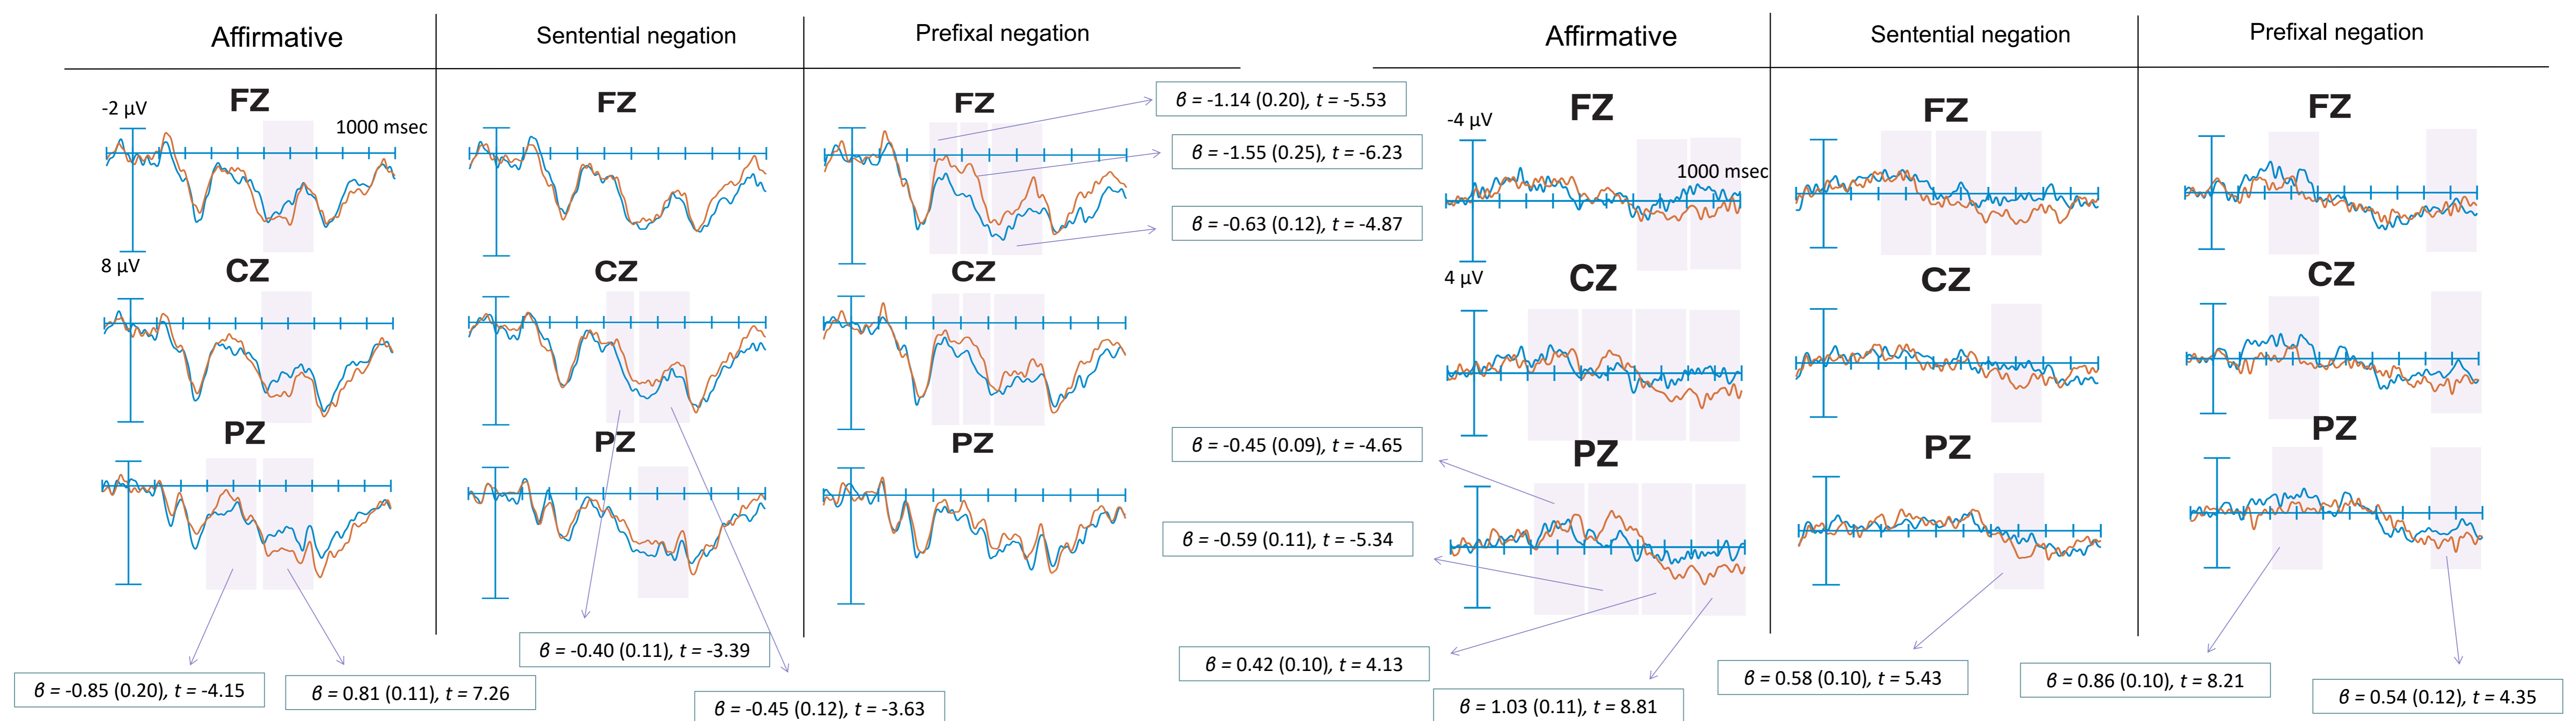 Affirmative
Sentential negation
Prefixal negation
-2 µV
FZ
1000 msec
FZ
FZ
8 µV
CZ
CZ
CZ
PZ
PZ
PZ
β = -1.14 (0.20), t = -5.53
β = -1.55 (0.25), t = -6.23
β = -0.63 (0.12), t = -4.87
β = -0.40 (0.11), t = -3.39
β = -0.85 (0.20), t = -4.15
β = 0.81 (0.11), t = 7.26
β = -0.45 (0.12), t = -3.63
Affirmative
Sentential negation
Prefixal negation
-4 µV
FZ
1000 msec
FZ
FZ
4 µV
CZ
CZ
CZ
PZ
PZ
PZ
β = -0.45 (0.09), t = -4.65
β = -0.59 (0.11), t = -5.34
β = 0.42 (0.10), t = 4.13
β = 1.03 (0.11), t = 8.81
β = 0.58 (0.10), t = 5.43
β = 0.86 (0.10), t = 8.21
β = 0.54 (0.12), t = 4.35